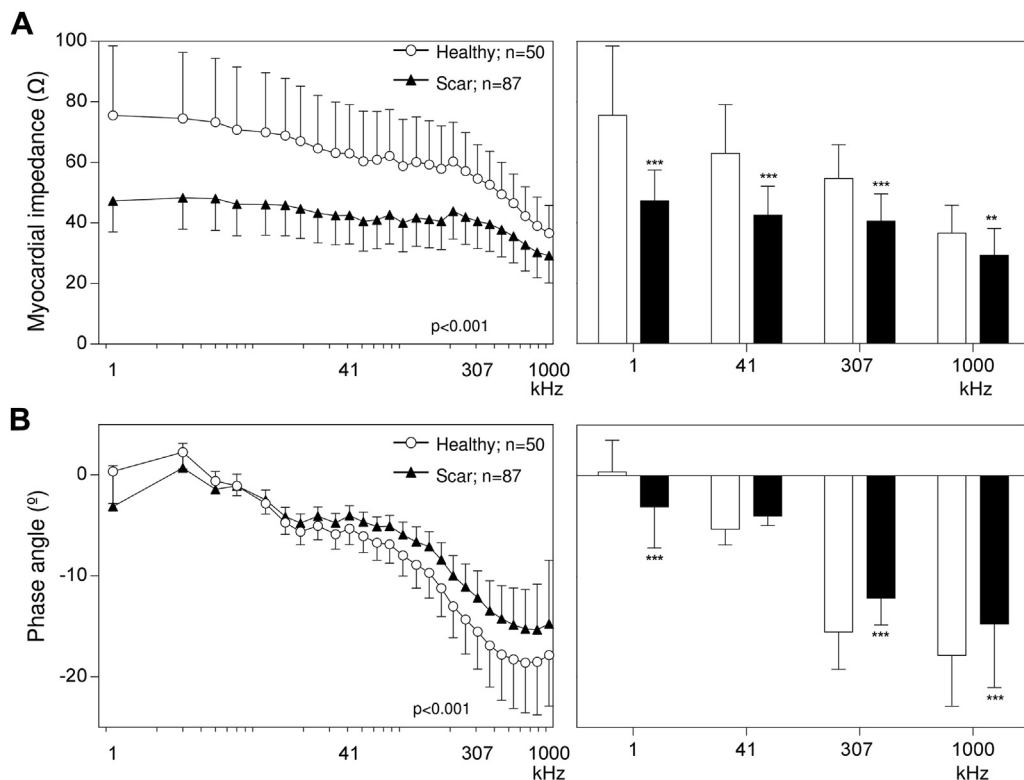 A
Myocardial impedance (Ω)
100
80
60
40
20
0
Healthy; n=50
Scar; n=87
p<0.001
1
41
307
1000
kHz
***
***
***
**
1
41
307
1000
kHz
B
Phase angle (º)
0
-10
-20
Healthy; n=50
Scar; n=87
p<0.001
1
41
307
1000
kHz
***
***
***
1
41
307
1000
kHz